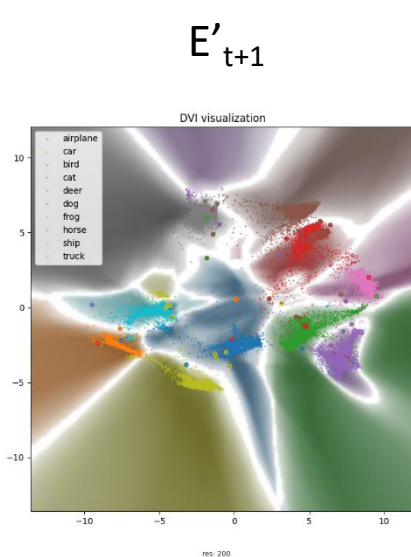 E’t+1
DVI visualization
airplane
car
bird
cat
deer
dog
frog
horse
ship
truck
10
5
0
−5
−10
−10 −5 0 5 10
res: 200